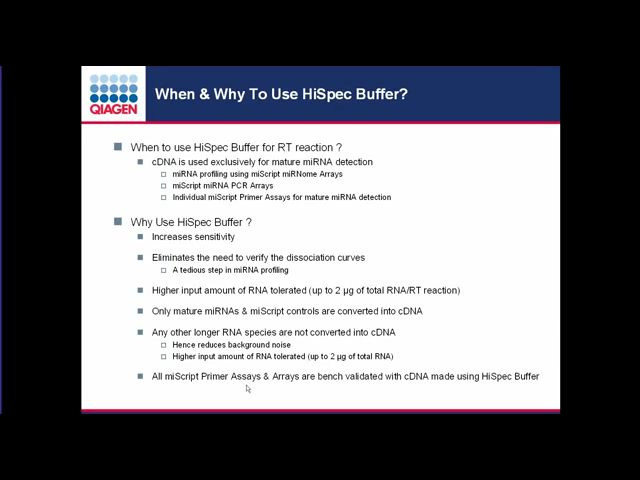 QIAGEN
When & Why To Use HiSpec Buffer?
When to use HiSpec Buffer for RT reaction ?
cDNA is used exclusively for mature miRNA detection
miRNA profiling using miScript miRNome Arrays
miScript miRNA PCR Arrays
Individual miScript Primer Assays for mature miRNA detection
Why Use HiSpec Buffer ?
Increases sensitivity
Eliminates the need to verify the dissociation curves
A tedious step in miRNA profiling
Higher input amount of RNA tolerated (up to 2 µg of total RNA/RT reaction)
Only mature miRNAs & miScript controls are converted into cDNA
Any other longer RNA species are not converted into cDNA
Hence reduces background noise
Higher input amount of RNA tolerated (up to 2 µg of total RNA)
All miScript Primer Assays & Arrays are bench validated with cDNA made using HiSpec Buffer